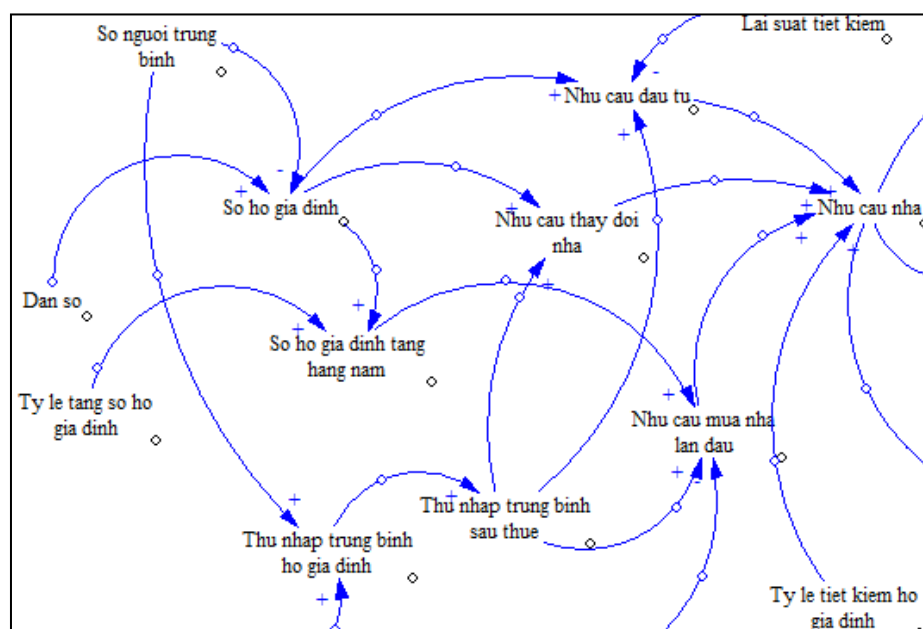 So nguoi trung
binh
Lai suat tiet kiem
-
+
Nhu cau dau tu
+
-
+
So ho gia dinh
+
Nhu cau thay doi
nha
+
+
+
Nhu cau nha
+
+
Dan so
+
+
+
So ho gia dinh tang
hang nam
Ty le tang so ho
gia dinh
+
Nhu cau mua nha
lan dau
+
-
+
+
Thu nhap trung binh
sau thue
Thu nhap trung binh
ho gia dinh
+
Ty le tiet kiem ho
gia dinh